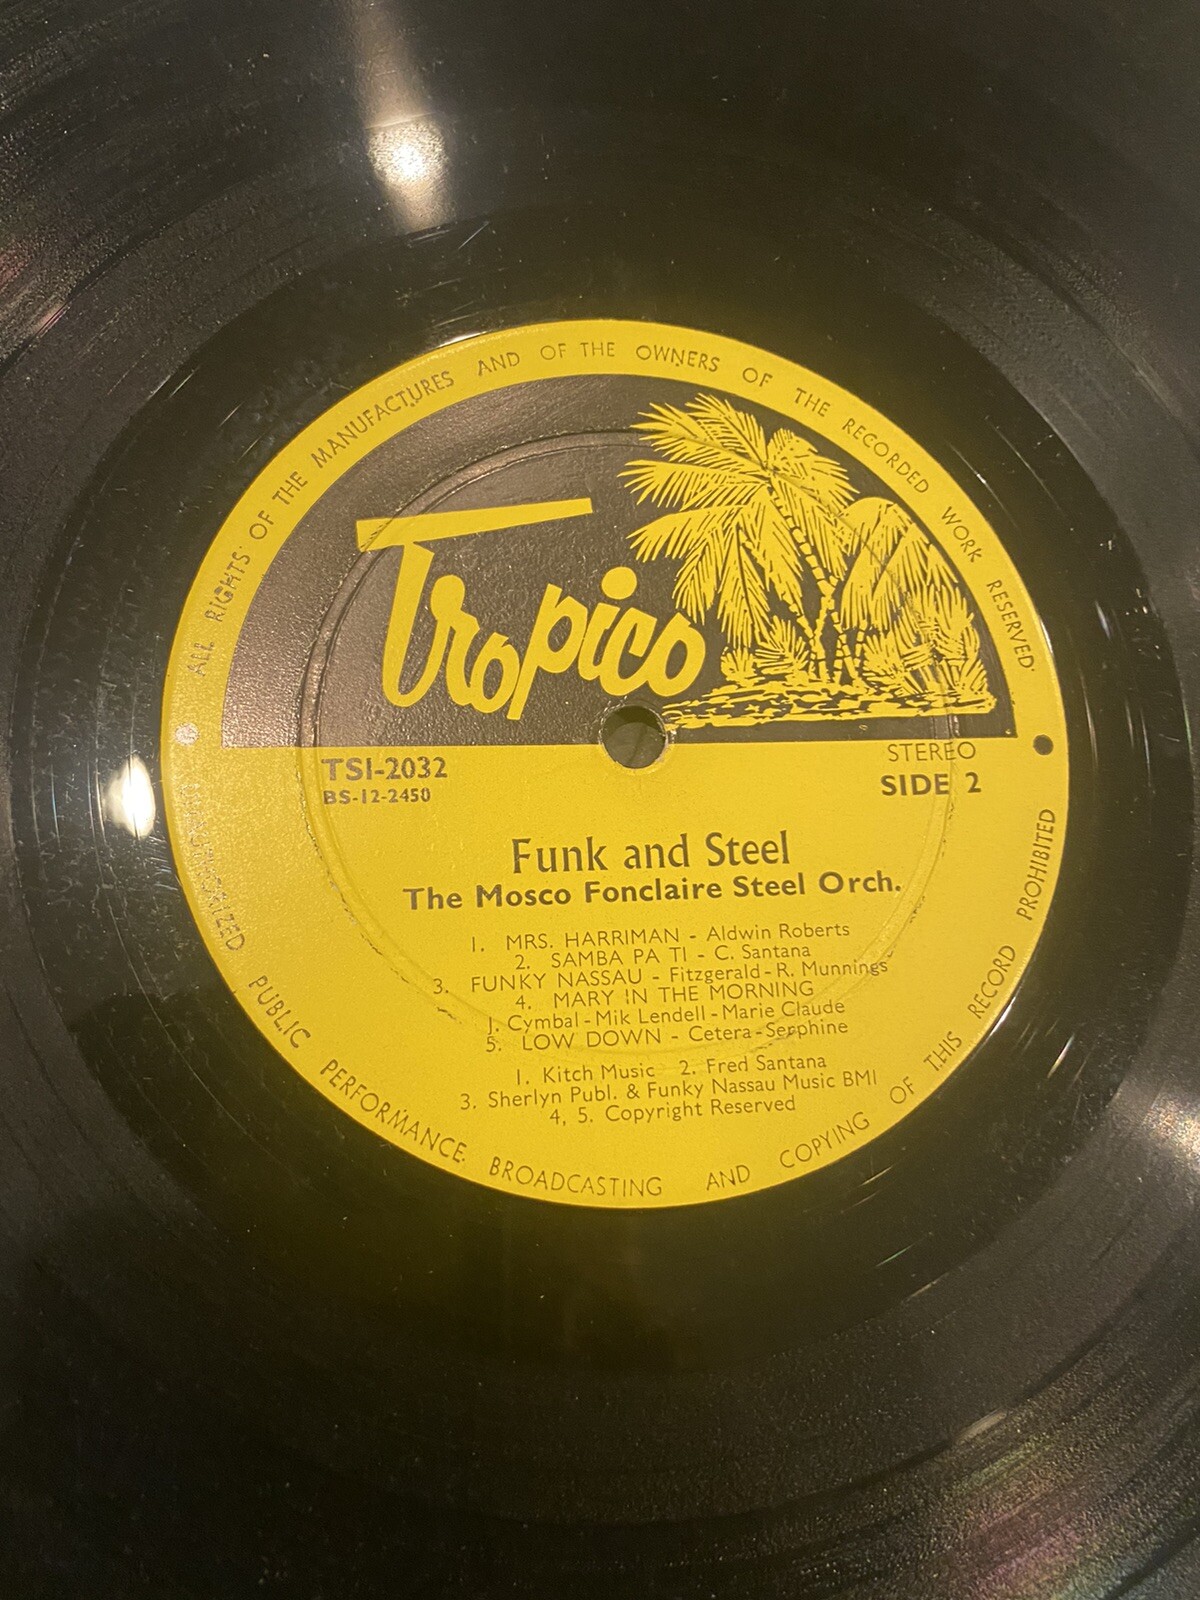 ALL RIGHTS OF THE MANUFACTURES AND OF THE OWNERS OF THE RECORDED WORK RESERVED
Tropico
TSI-2032
BS-12-2450
STEREO
SIDE 2
Funk and Steel
The Mosco Fonclaire Steel Orch.
1. MRS. HARRIMAN - Aldwin Roberts
2. SAMBA PA TI - C. Santana
3. FUNKY NASSAU - Fitzgerald - R. Munnings
4. MARY IN THE MORNING
J. Cymbal - Mik Lendell - Marie Claude
5. LOW DOWN - Cetera - Serphine
1. Kitch Music 2. Fred Santana
3. Sherlyn Publ. & Funky Nassau Music BMI
4, 5. Copyright Reserved
PUBLIC PERFORMANCE. BROADCASTING AND COPYING OF THIS RECORD PROHIBITED